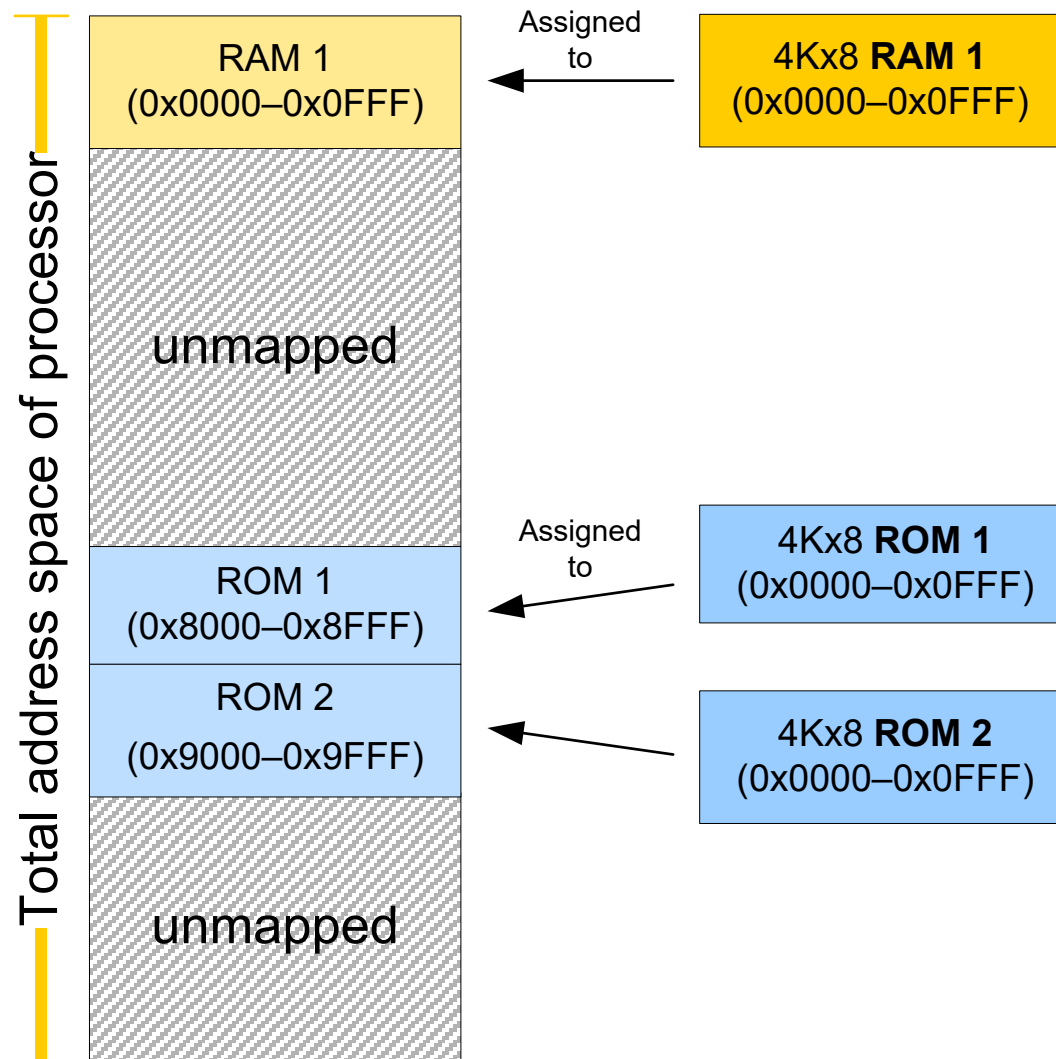 Total address space of processor
RAM 1
(0x0000–0x0FFF)
unmapped
ROM 1
(0x8000–0x8FFF)
ROM 2
(0x9000–0x9FFF)
unmapped
Assigned
to
4Kx8 RAM 1
(0x0000–0x0FFF)
Assigned
to
4Kx8 ROM 1
(0x0000–0x0FFF)
4Kx8 ROM 2
(0x0000–0x0FFF)